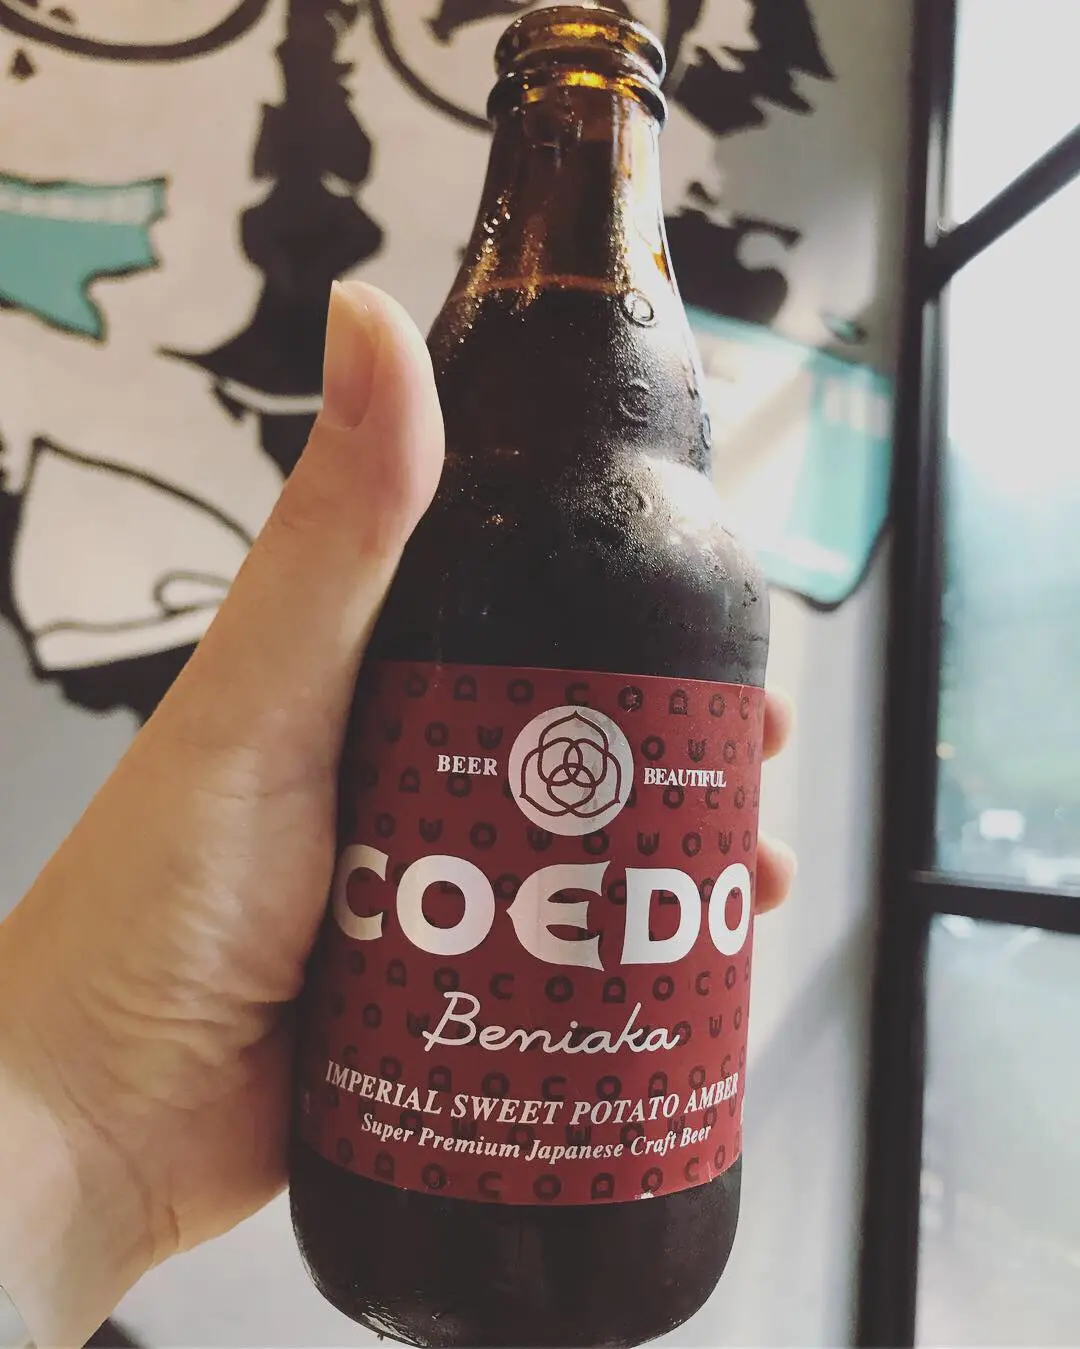 BEER BEAUTIFUL
COEDO
Beniaka
IMPERIAL SWEET POTATO AMBER
Super Premium Japanese Craft Beer